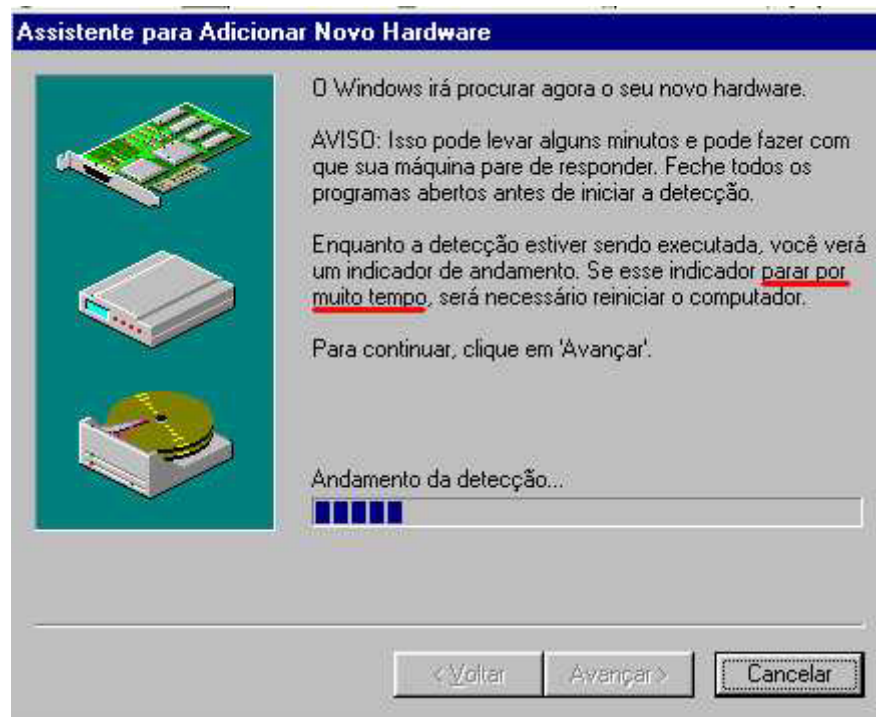 Assistente para Adicionar Novo Hardware
O Windows irá procurar agora o seu novo hardware.
AVISO: Isso pode levar alguns minutos e pode fazer com
que sua máquina pare de responder. Feche todos os
programas abertos antes de iniciar a detecção.
Enquanto a detecção estiver sendo executada, você verá
um indicador de andamento. Se esse indicador parar por
muito tempo, será necessário reiniciar o computador.
Para continuar, clique em 'Avançar'.
Andamento da detecção...
< Voltar Avançar > Cancelar